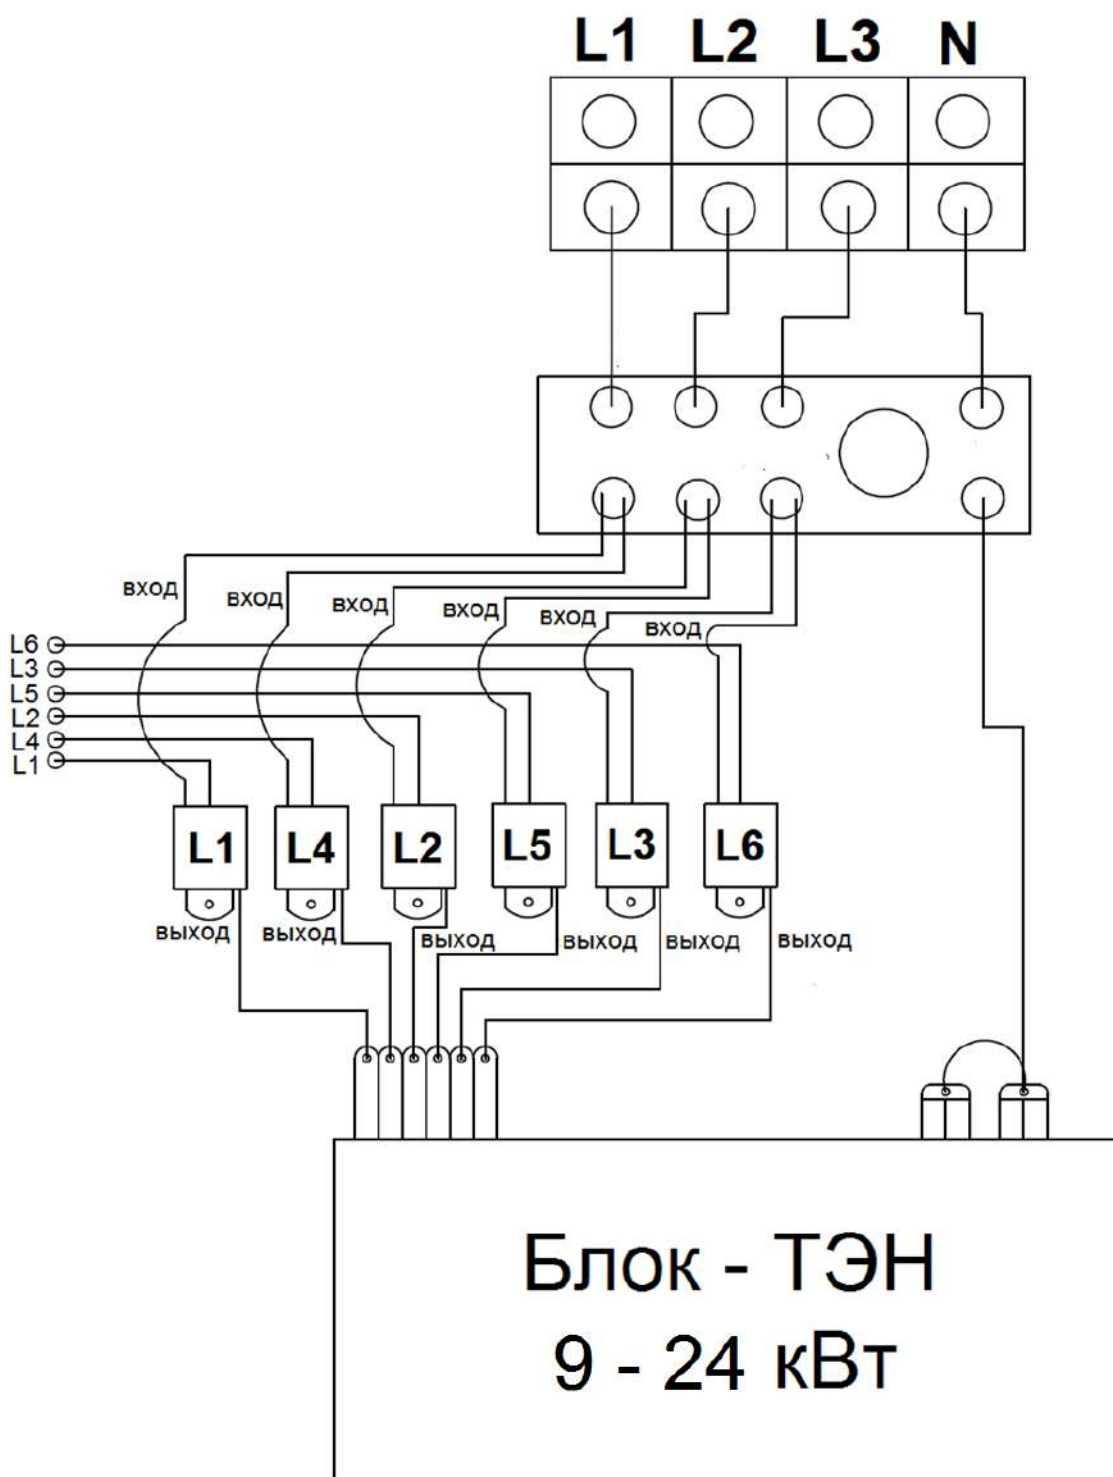 L1 L2 L3 N
вход вход вход вход вход вход
L6
L3
L5
L2
L4
L1
L1 L4 L2 L5 L3 L6
выход выход выход выход выход выход
Блок - ТЭН
9 - 24 кВт